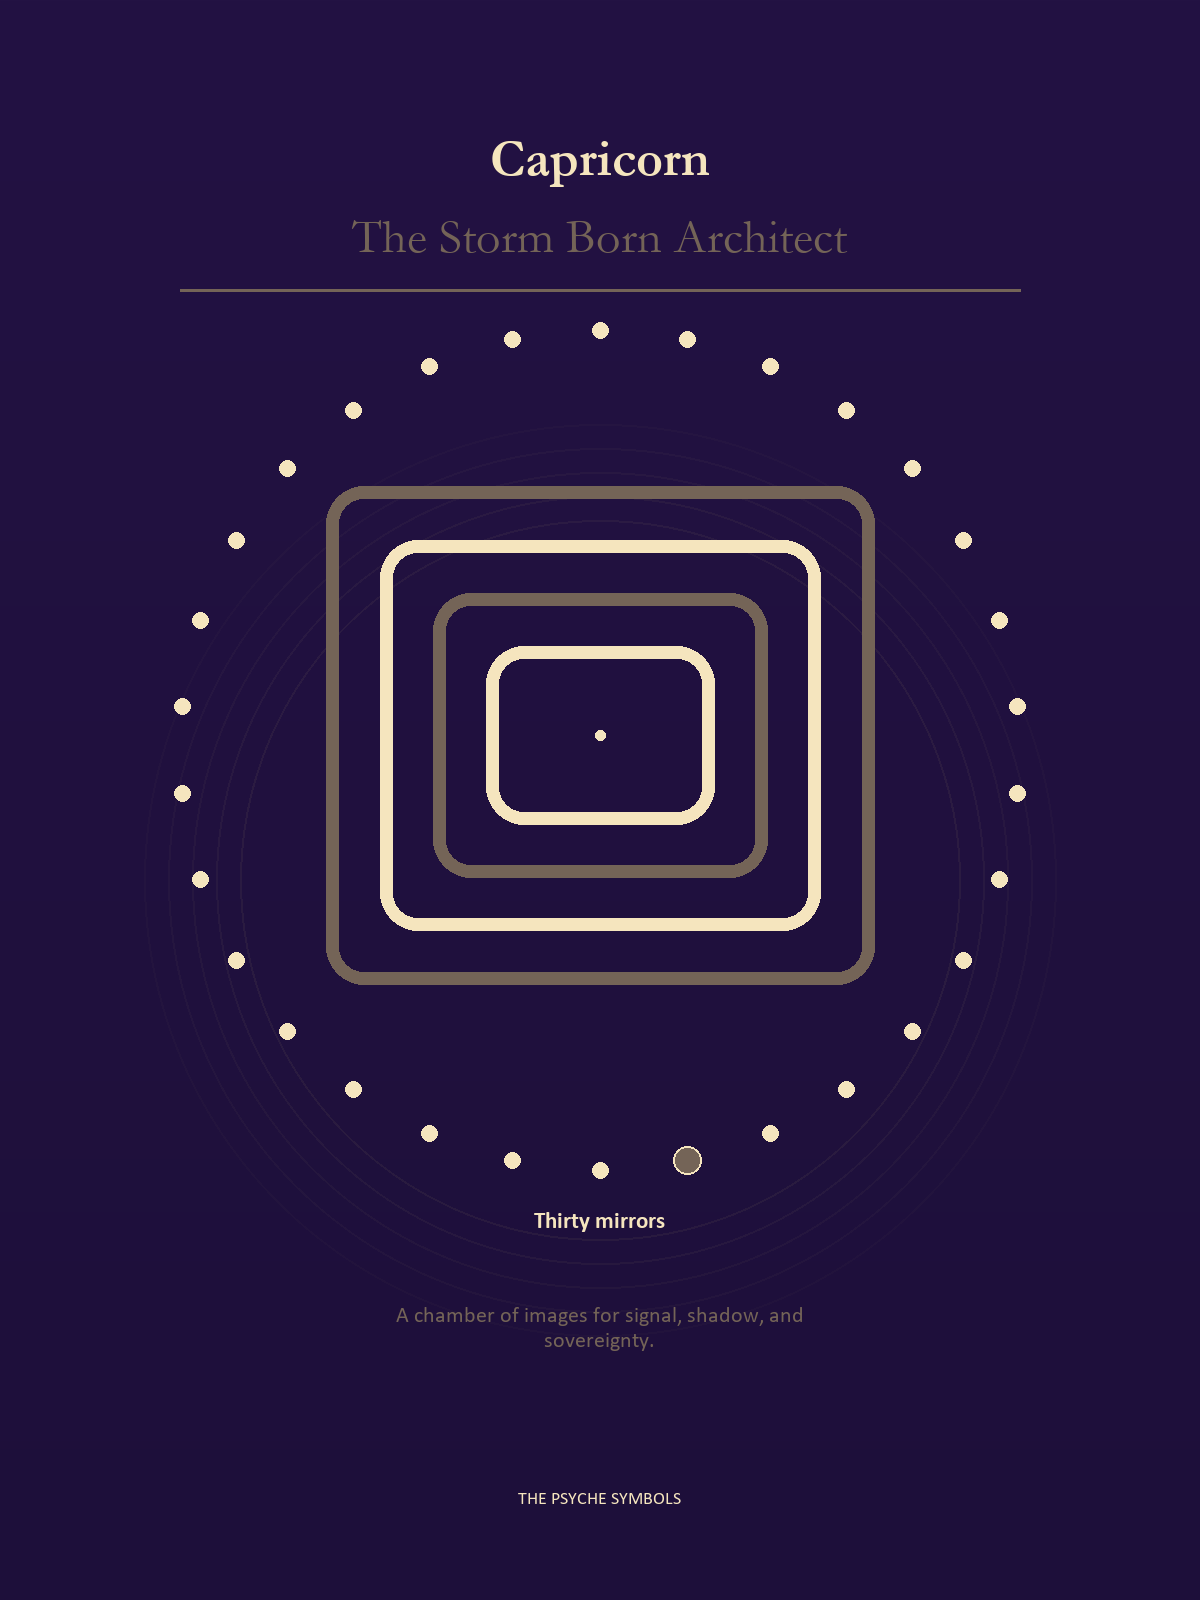 Capricorn
The Storm Born Architect
Thirty mirrors
A chamber of images for signal, shadow, and
sovereignty.
THE PSYCHE SYMBOLS